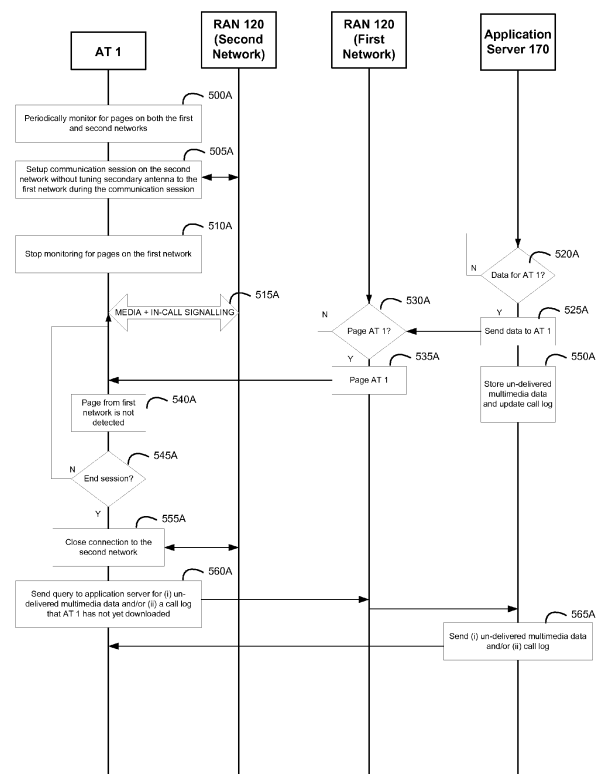 AT 1
RAN 120
(Second
Network)
RAN 120
(First
Network)
Application
Server 170
500A
Periodically monitor for pages on both the first
and second networks
505A
Setup communication session on the second
network without tuning secondary antenna to the
first network during the communication session
510A
Stop monitoring for pages on the first network
520A
N
Data for AT 1?
515A
MEDIA + IN-CALL SIGNALLING
530A
N
Page AT 1?
Y
525A
Y
Send data to AT 1
535A
Page AT 1
550A
Store un-delivered
multimedia data
and update call log
540A
Page from first
network is not
detected
545A
N
End session?
Y
555A
Close connection to the
second network
560A
Send query to application server for (i) un-
delivered multimedia data and/or (ii) a call log
that AT 1 has not yet downloaded
565A
Send (i) un-delivered multimedia data
and/or (ii) call log